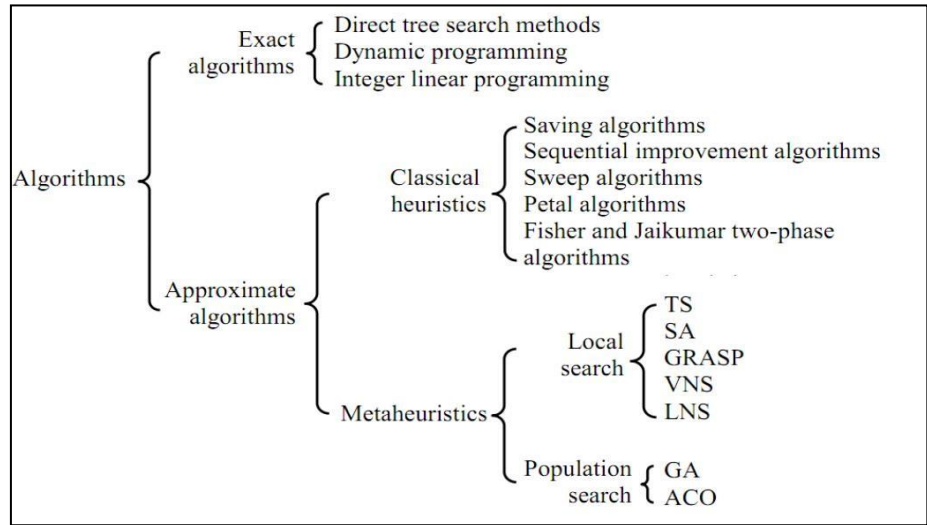 Algorithms
Exact
algorithms
Direct tree search methods
Dynamic programming
Integer linear programming
Approximate
algorithms
Classical
heuristics
Saving algorithms
Sequential improvement algorithms
Sweep algorithms
Petal algorithms
Fisher and Jaikumar two-phase
algorithms
Metaheuristics
Local
search
TS
SA
GRASP
VNS
LNS
Population
search
GA
ACO